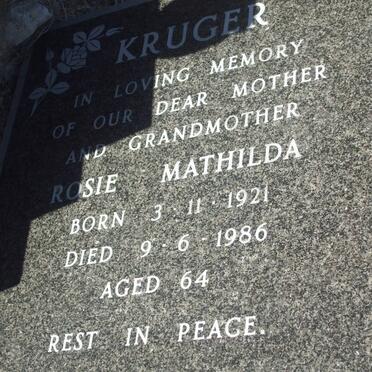 KRUGER
IN LOVING MEMORY
OF OUR DEAR MOTHER
AND GRANDMOTHER
ROSIE MATHILDA
BORN 3·11·1921
DIED 9·6·1986
AGED 64
REST IN PEACE.